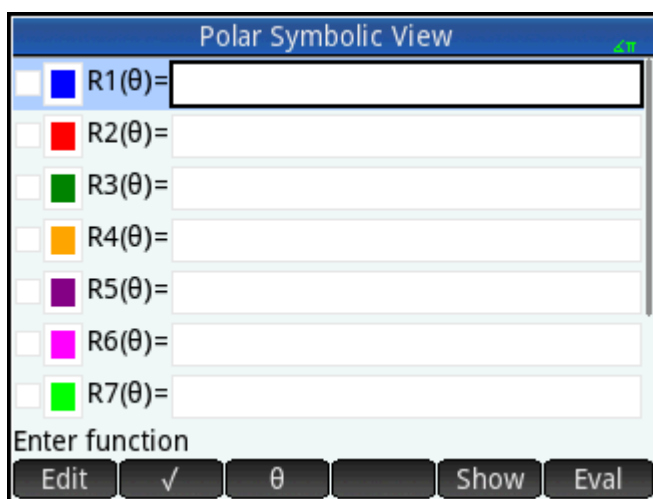 Polar Symbolic View ∡π
R1(θ)=
R2(θ)=
R3(θ)=
R4(θ)=
R5(θ)=
R6(θ)=
R7(θ)=
Enter function
Edit √ θ Show Eval